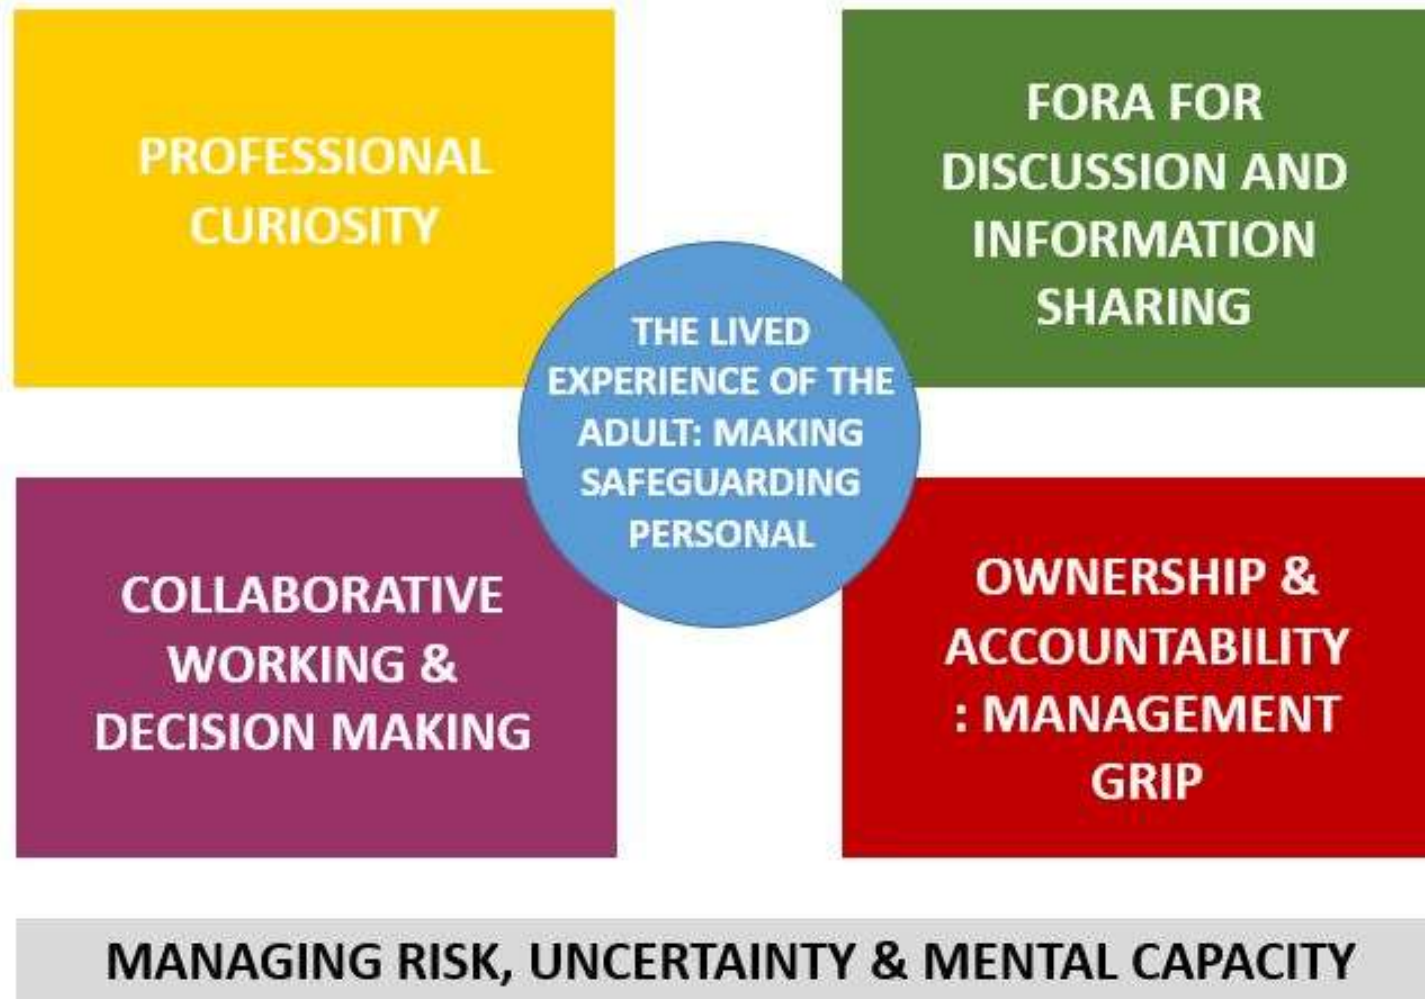 PROFESSIONAL
CURIOSITY
FORA FOR
DISCUSSION AND
INFORMATION
SHARING
THE LIVED
EXPERIENCE OF THE
ADULT: MAKING
SAFEGUARDING
PERSONAL
COLLABORATIVE
WORKING &
DECISION MAKING
OWNERSHIP &
ACCOUNTABILITY
: MANAGEMENT
GRIP
MANAGING RISK, UNCERTAINTY & MENTAL CAPACITY